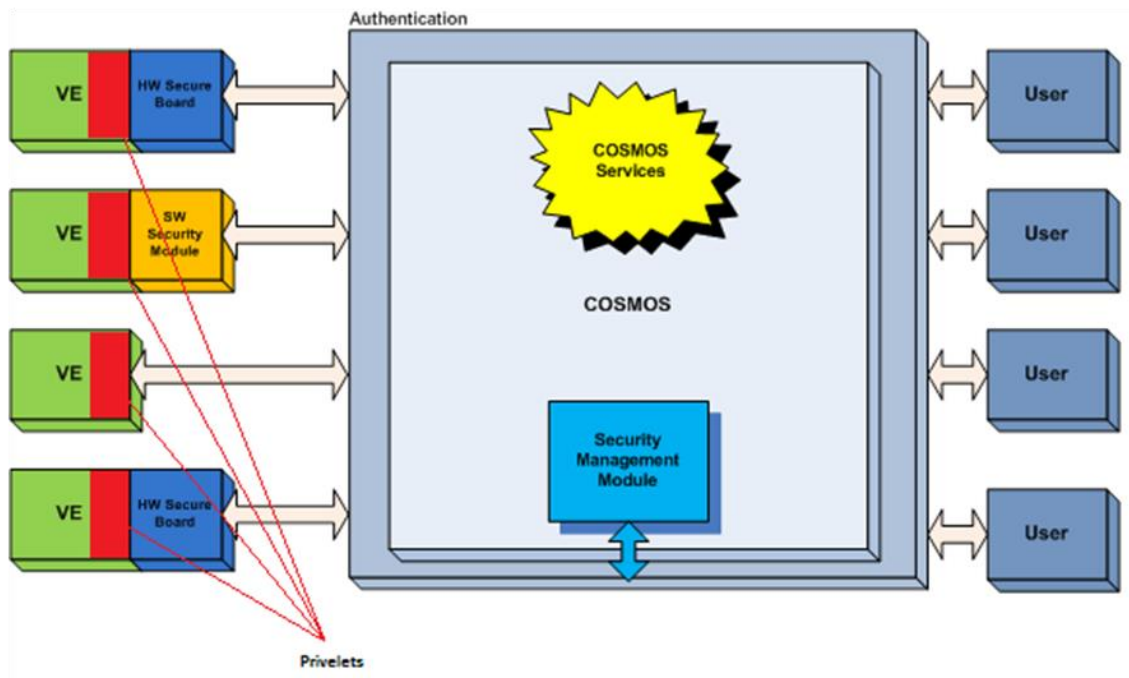 Authentication
VE
HW Secure
Board
User
COSMOS
Services
VE
SW
Security
Module
User
COSMOS
VE
User
Security
Management
Module
VE
HW Secure
Board
User
Privelets